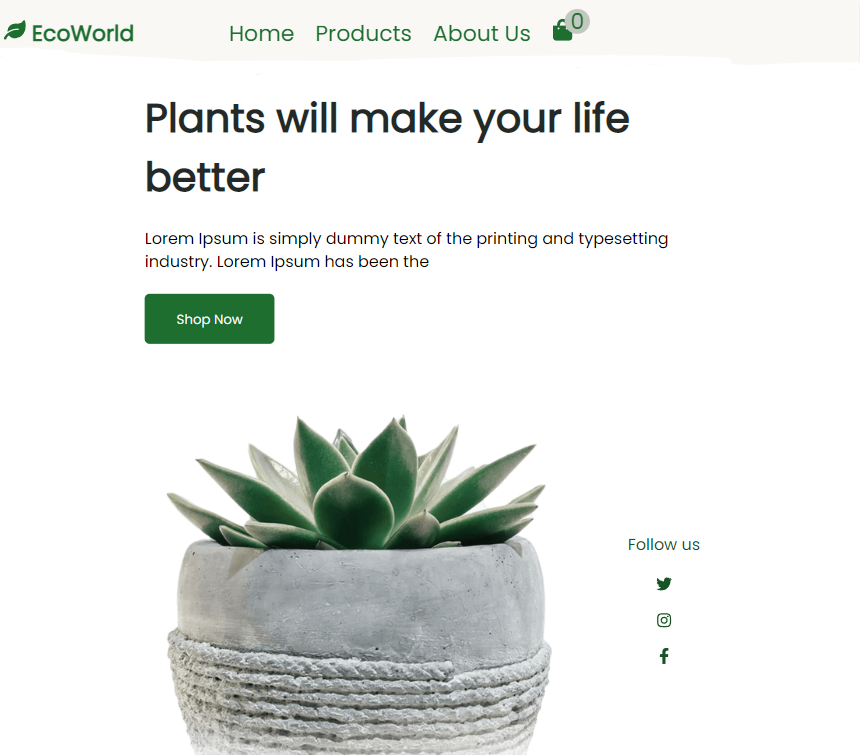 EcoWorld
Home Products About Us 0
Plants will make your life
better
Lorem Ipsum is simply dummy text of the printing and typesetting
industry. Lorem Ipsum has been the
Shop Now
Follow us